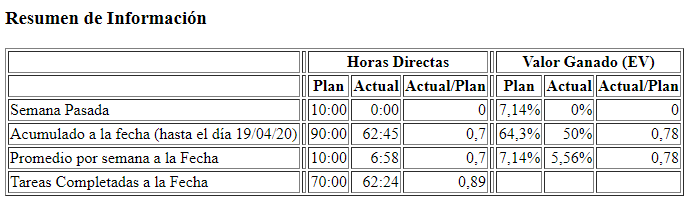 Resumen de Información
Horas Directas Valor Ganado (EV)
Plan Actual Actual/Plan Plan Actual Actual/Plan
Semana Pasada 10:00 0:00 0 7,14% 0% 0
Acumulado a la fecha (hasta el día 19/04/20) 90:00 62:45 0,7 64,3% 50% 0,78
Promedio por semana a la Fecha 10:00 6:58 0,7 7,14% 5,56% 0,78
Tareas Completadas a la Fecha 70:00 62:24 0,89